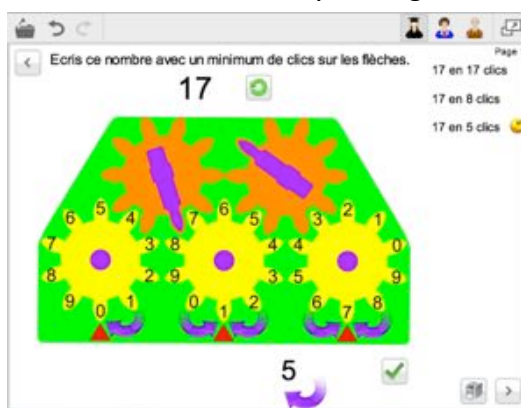 Page
Ecris ce nombre avec un minimum de clics sur les flèches.
17
17 en 17 clics
17 en 8 clics
17 en 5 clics
6 5 4 7 3 8 2 9 0 1
7 6 5 8 4 9 3 0 1 2
3 2 1 4 0 5 9 6 7 8
5